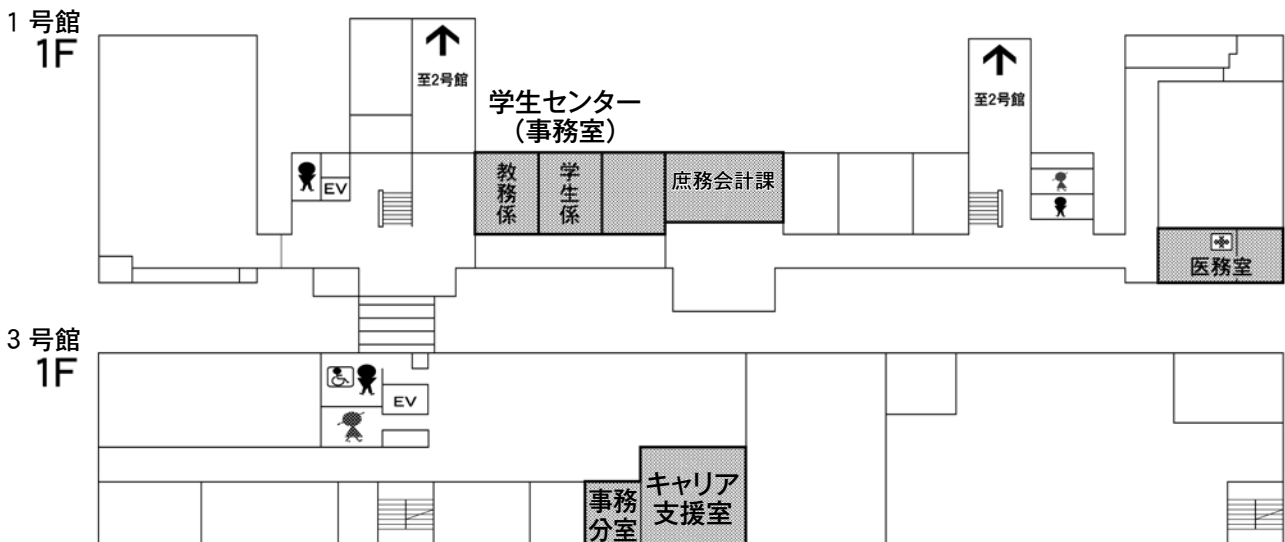 1 号館
1F
至2号館
至2号館
学生センター
（事務室）
EV
教務係
学生係
庶務会計課
医務室
3 号館
1F
EV
事務
分室
キャリア
支援室